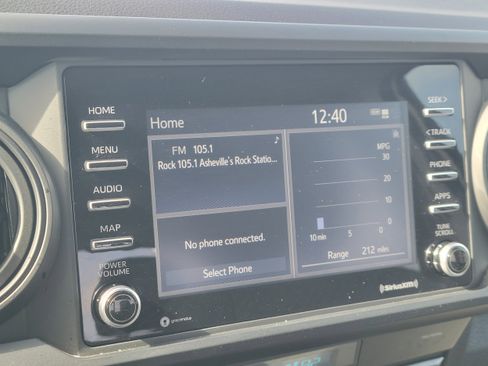 HOME
MENU
AUDIO
MAP
POWER
VOLUME
gracenote
Home
12:40
FM 105.1
Rock 105.1 Asheville's Rock Statio...
No phone connected.
Select Phone
MPG
30
20
10
0
10 min 5 0
Range 212 miles
SEEK>
<TRACK
PHONE
APPS
TUNE
SCROLL
SiriusXM